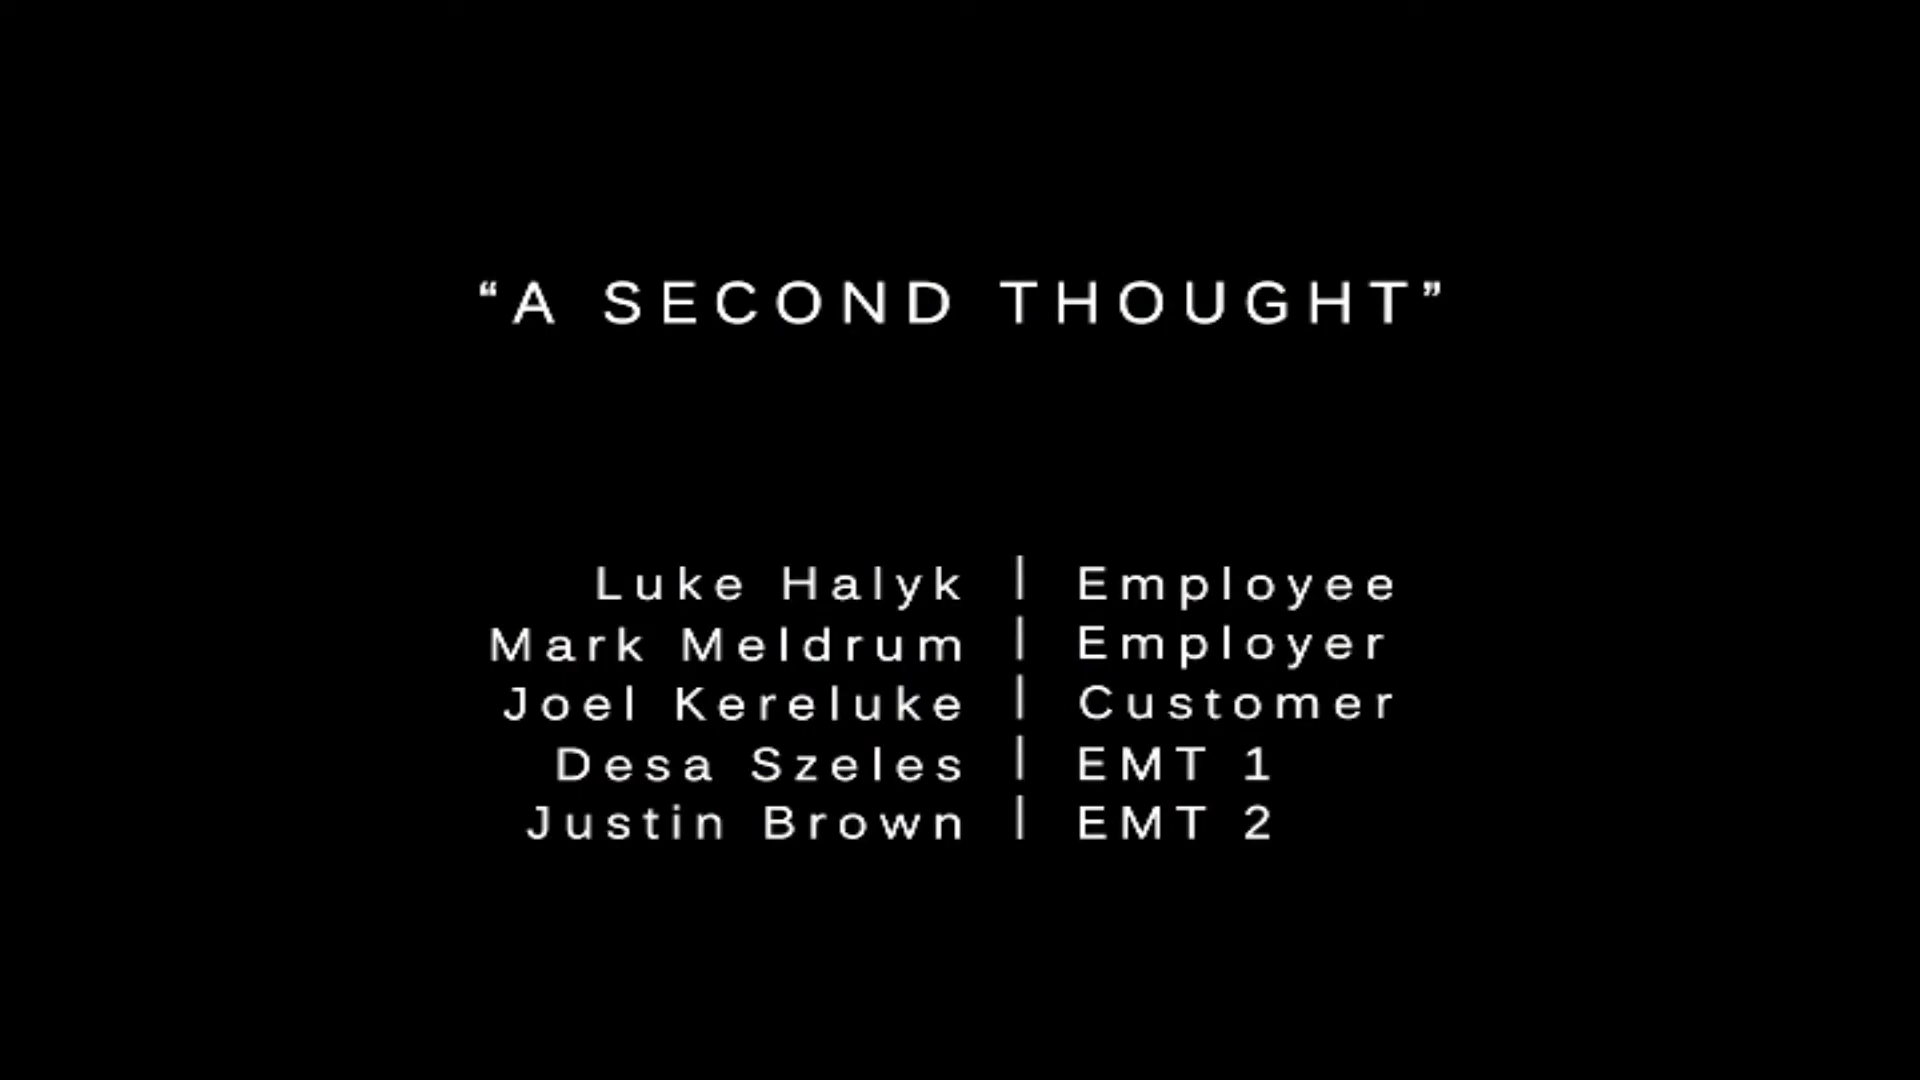 “A SECOND THOUGHT”
Luke Halyk | Employee
Mark Meldrum | Employer
Joel Kereluke | Customer
Desa Szeles | EMT 1
Justin Brown | EMT 2